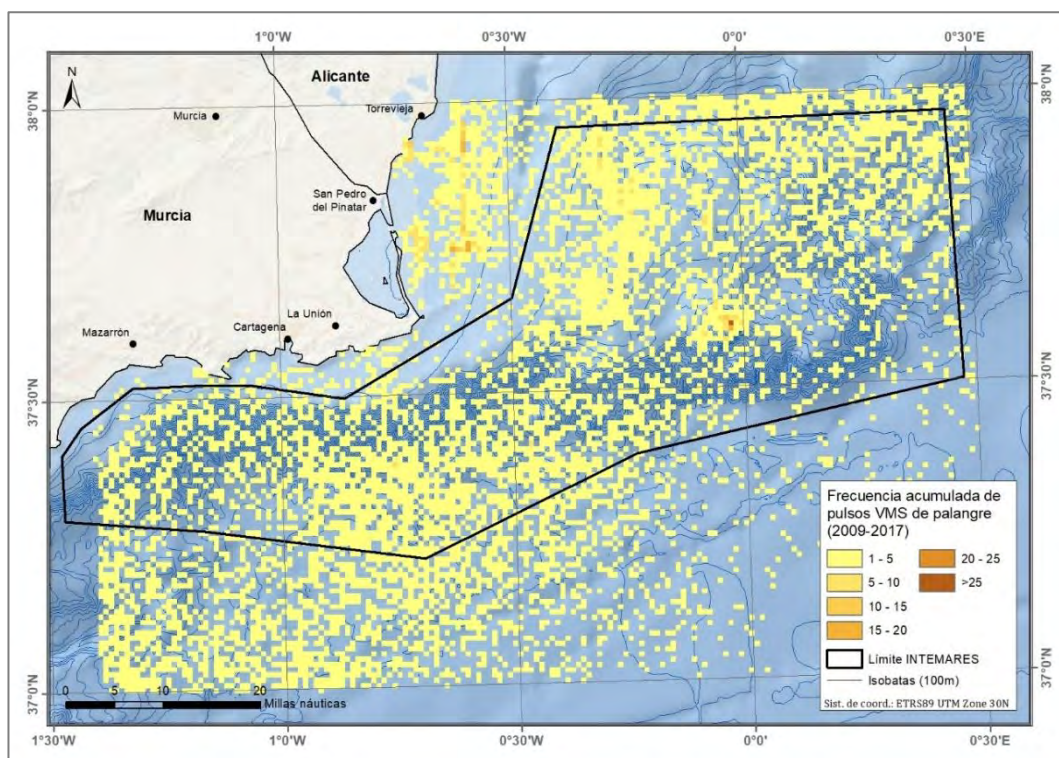 1°0'W 0°30'W 0°0' 0°30'E
N
38°0'N
38°0'N
Alicante
Murcia
Torrevieja
San Pedro
del Pinatar
Murcia
La Unión
Cartagena
Mazarrón
37°30'N
37°30'N
Frecuencia acumulada de
pulsos VMS de palangre
(2009-2017)
1 - 5
20 - 25
5 - 10
>25
10 - 15
15 - 20
Límite INTEMARES
Isobatas (100m)
Sist. de coord.: ETRS89 UTM Zone 30N
37°0'N
37°0'N
0 5 10 20
Millas náuticas
1°30'W 1°0'W 0°30'W 0°0' 0°30'E